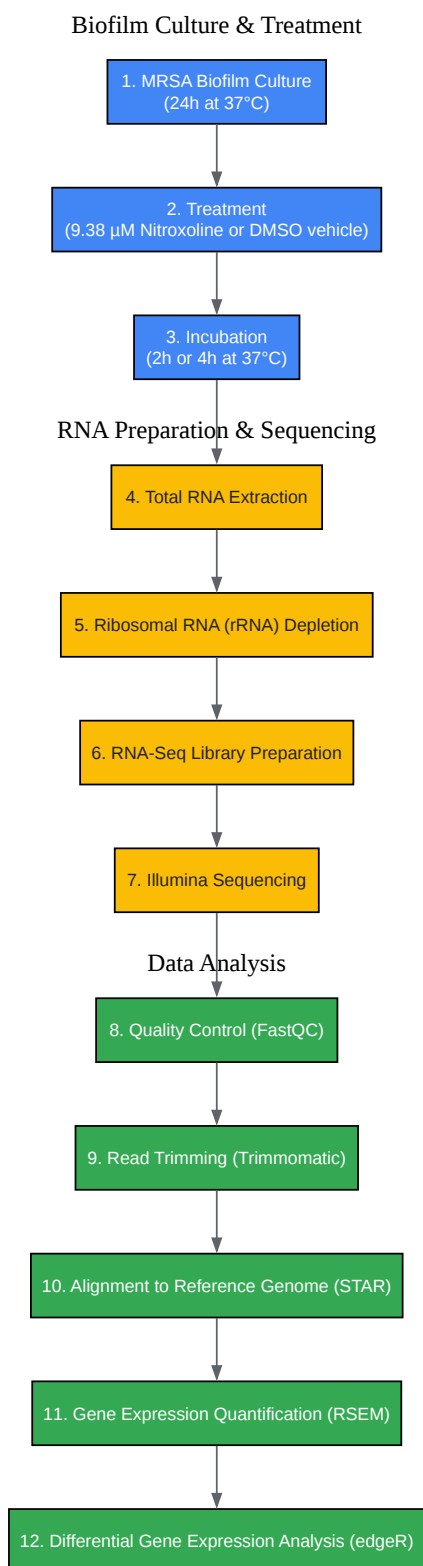 Biofilm Culture & Treatment
1. MRSA Biofilm Culture
(24h at 37°C)
2. Treatment
(9.38 µM Nitroxoline or DMSO vehicle)
3. Incubation
(2h or 4h at 37°C)
RNA Preparation & Sequencing
4. Total RNA Extraction
5. Ribosomal RNA (rRNA) Depletion
6. RNA-Seq Library Preparation
7. Illumina Sequencing
Data Analysis
8. Quality Control (FastQC)
9. Read Trimming (Trimmomatic)
10. Alignment to Reference Genome (STAR)
11. Gene Expression Quantification (RSEM)
12. Differential Gene Expression Analysis (edgeR)